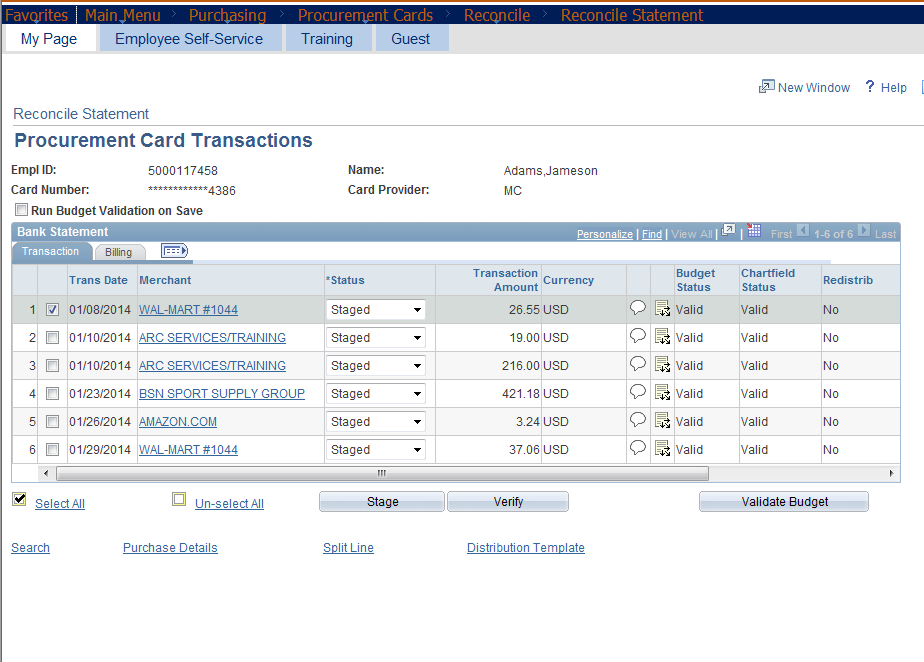 Favorites Main Menu > Purchasing > Procurement Cards > Reconcile > Reconcile Statement
My Page Employee Self-Service Training Guest
New Window ? Help
Reconcile Statement
Procurement Card Transactions
Empl ID: 5000117458 Name: Adams,Jameson
Card Number: ************4386 Card Provider: MC
Run Budget Validation on Save
Bank Statement Personalize | Find | View All | | First 1-6 of 6 Last
Transaction Billing
Trans Date Merchant *Status Transaction Amount Currency Budget Status Chartfield Status Redistrib
1 01/08/2014 WAL-MART #1044 Staged 26.55 USD Valid Valid No
2 01/10/2014 ARC SERVICES/TRAINING Staged 19.00 USD Valid Valid No
3 01/10/2014 ARC SERVICES/TRAINING Staged 216.00 USD Valid Valid No
4 01/23/2014 BSN SPORT SUPPLY GROUP Staged 421.18 USD Valid Valid No
5 01/26/2014 AMAZON.COM Staged 3.24 USD Valid Valid No
6 01/29/2014 WAL-MART #1044 Staged 37.06 USD Valid Valid No
Select All Un-select All Stage Verify Validate Budget
Search Purchase Details Split Line Distribution Template